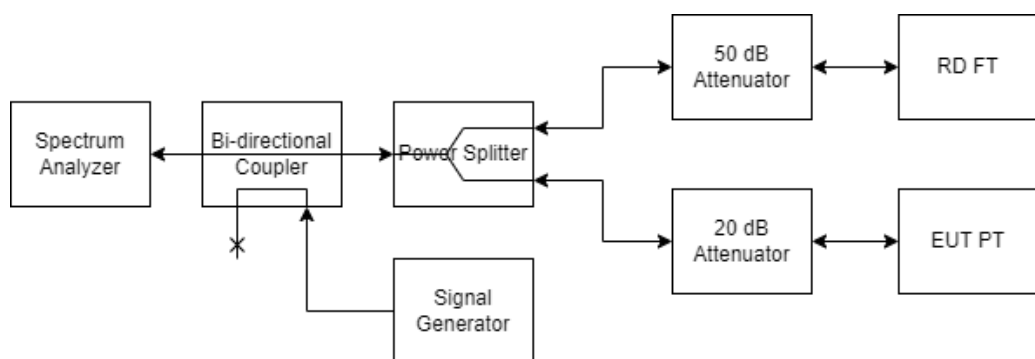 50 dB
Attenuator
RD FT
Spectrum
Analyzer
Bi-directional
Coupler
Power Splitter
20 dB
Attenuator
EUT PT
Signal
Generator